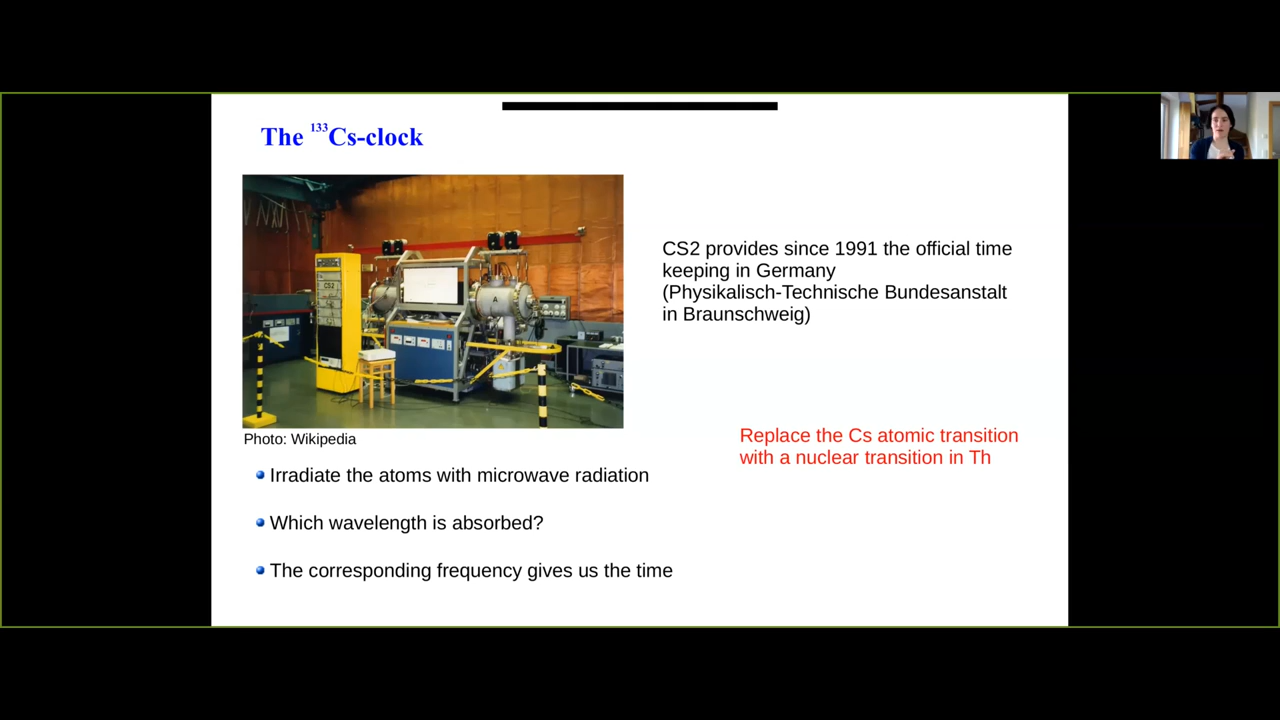 The ¹³³Cs-clock
CS2
A
CS2 provides since 1991 the official time
keeping in Germany
(Physikalisch-Technische Bundesanstalt
in Braunschweig)
Photo: Wikipedia
Replace the Cs atomic transition
with a nuclear transition in Th
Irradiate the atoms with microwave radiation
Which wavelength is absorbed?
The corresponding frequency gives us the time